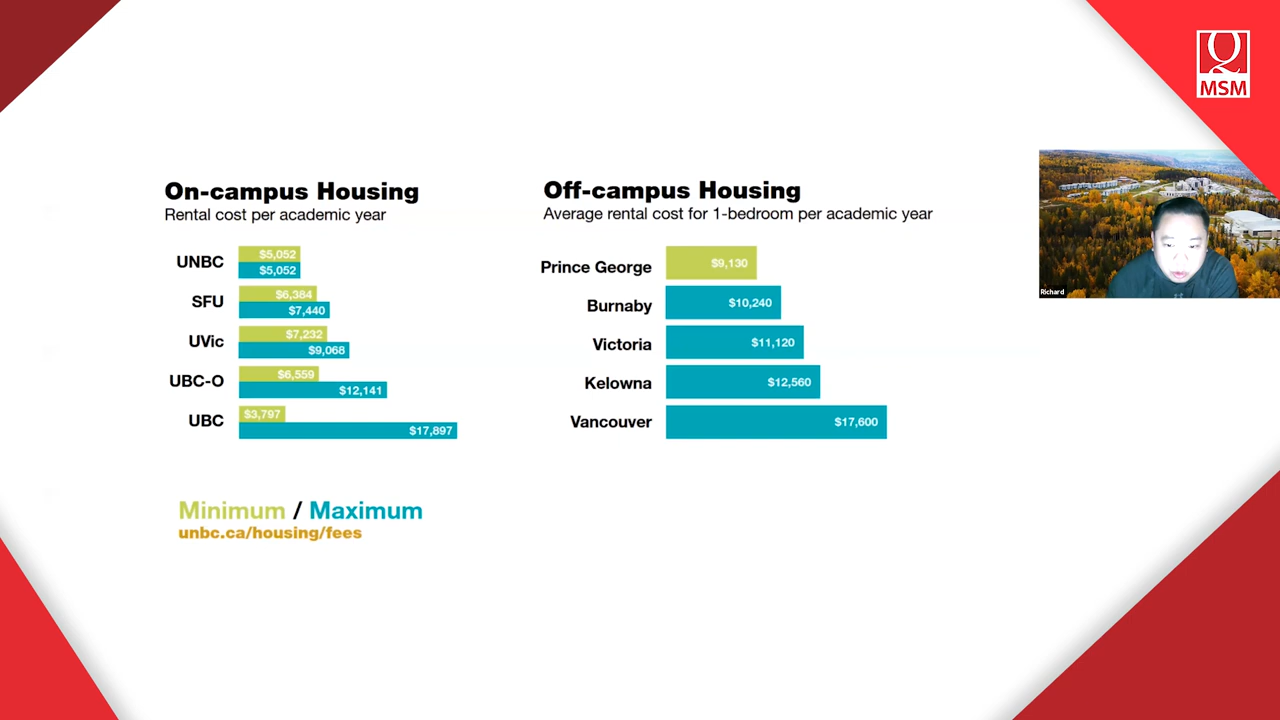 Q
MSM
On-campus Housing
Rental cost per academic year
UNBC
$5,052
$5,052
SFU
$6,384
$7,440
UVic
$7,232
$9,068
UBC-O
$6,559
$12,141
UBC
$3,797
$17,897
Minimum / Maximum
unbc.ca/housing/fees
Off-campus Housing
Average rental cost for 1-bedroom per academic year
Prince George
$9,130
Burnaby
$10,240
Victoria
$11,120
Kelowna
$12,560
Vancouver
$17,600
Richard